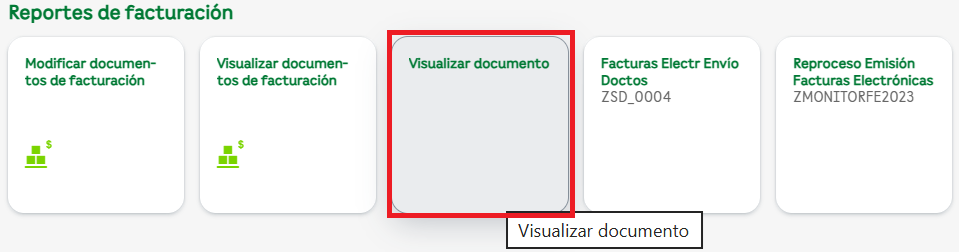 Reportes de facturación
Modificar documen-
tos de facturación
$
Visualizar documen-
tos de facturación
$
Visualizar documento
Facturas Electr Envío
Doctos
ZSD_0004
Reproceso Emisión
Facturas Electrónicas
ZMONITORFE2023
Visualizar documento